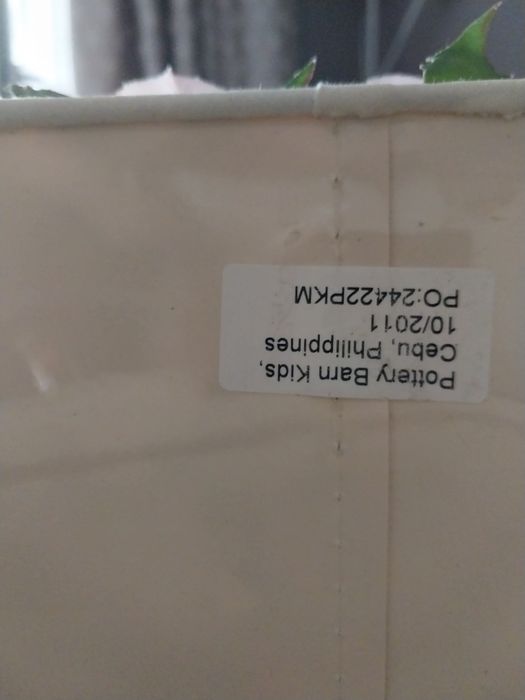 Pottery Barn Kids,
Cebu, Philippines
10/2011
PO:24422PKM